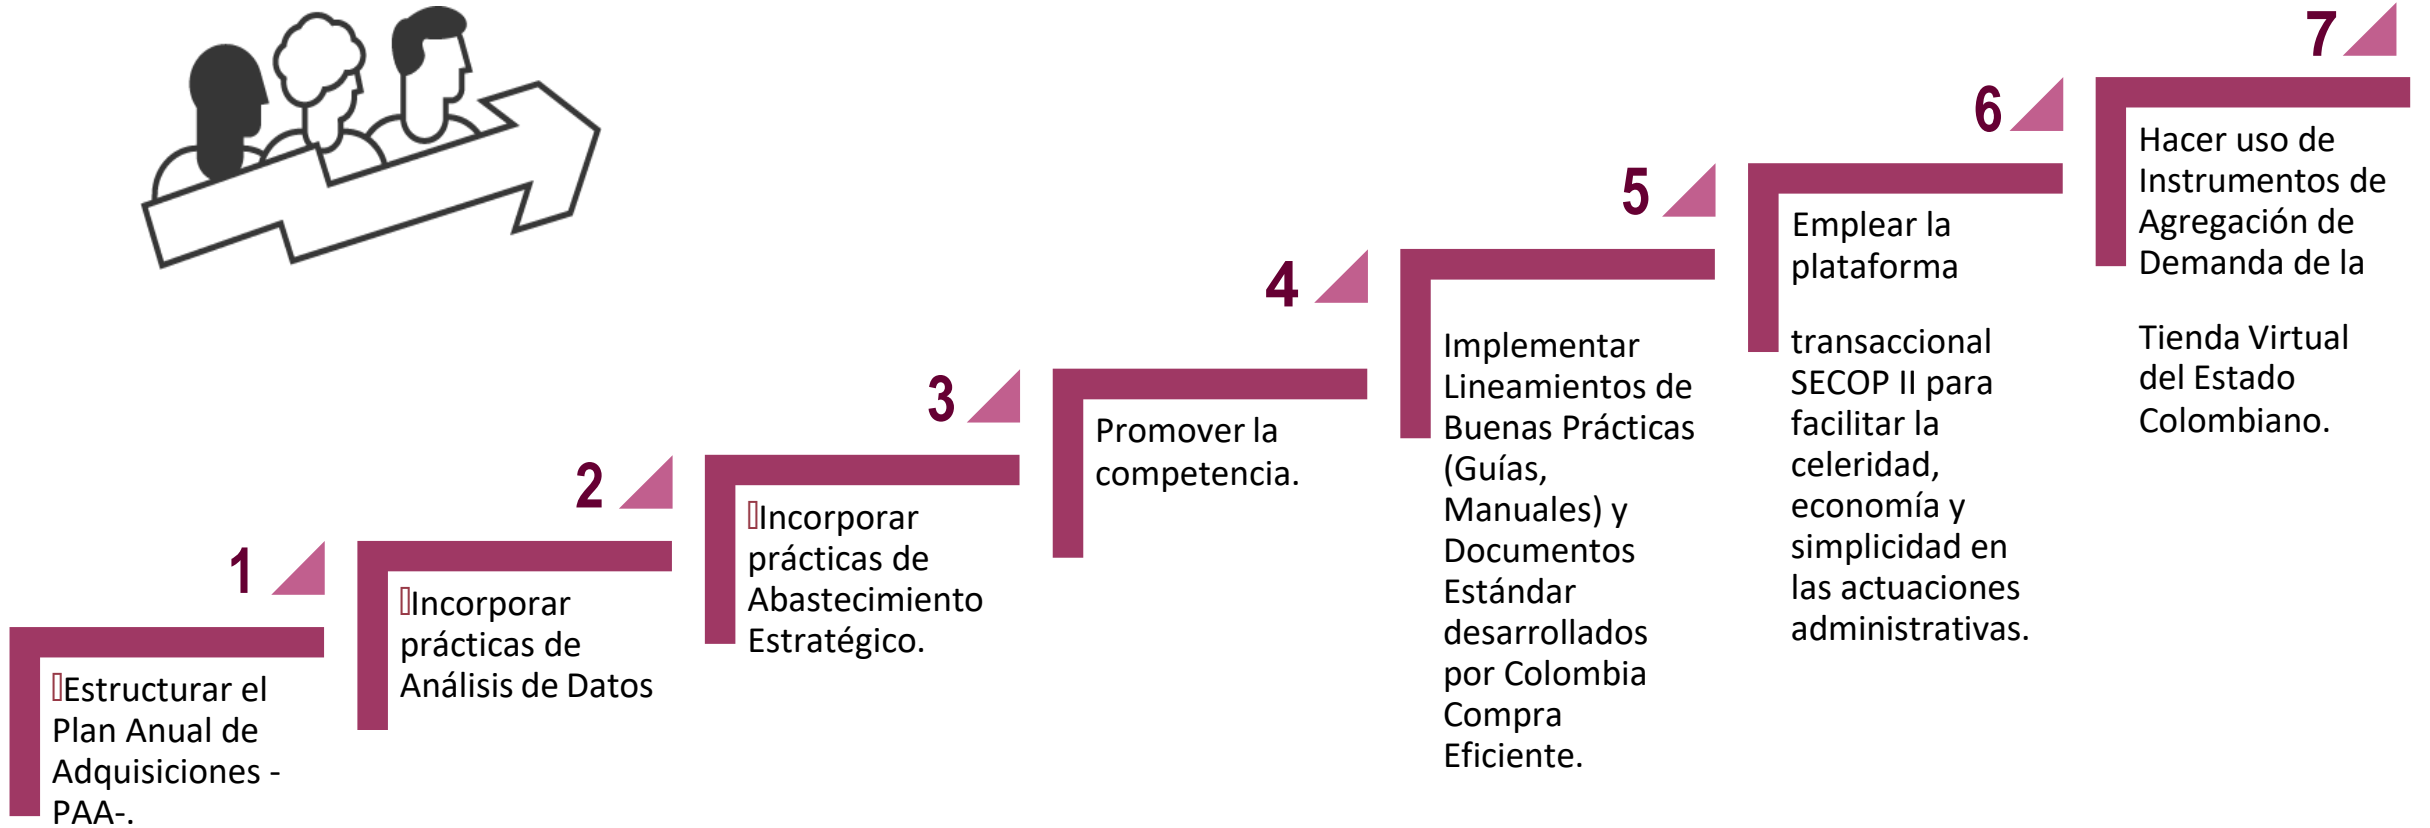 1
Estructurar el
Plan Anual de
Adquisiciones -
PAA-.
2
Incorporar
prácticas de
Análisis de Datos
3
Incorporar
prácticas de
Abastecimiento
Estratégico.
4
Promover la
competencia.
5
Implementar
Lineamientos de
Buenas Prácticas
(Guías,
Manuales) y
Documentos
Estándar
desarrollados
por Colombia
Compra
Eficiente.
6
Emplear la
plataforma
transaccional
SECOP II para
facilitar la
celeridad,
economía y
simplicidad en
las actuaciones
administrativas.
7
Hacer uso de
Instrumentos de
Agregación de
Demanda de la
Tienda Virtual
del Estado
Colombiano.